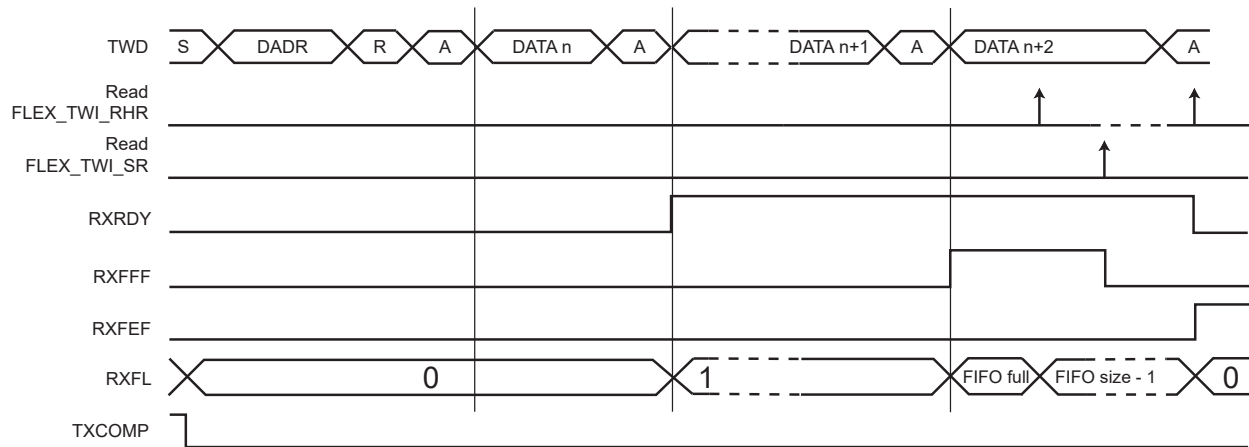 TWD S DADR R A DATA n A DATA n+1 A DATA n+2 A
Read
FLEX_TWI_RHR
Read
FLEX_TWI_SR
RXRDY
RXFFF
RXFEF
RXFL 0 1 FIFO full FIFO size - 1 0
TXCOMP